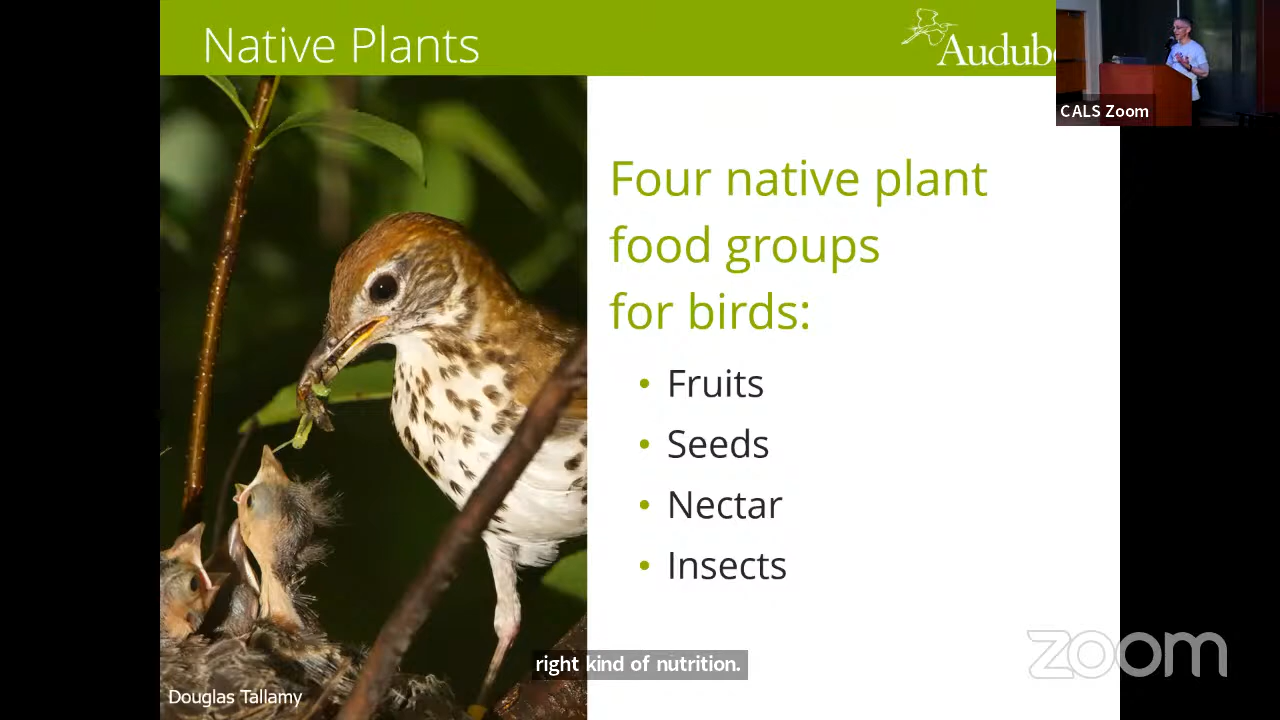 Native Plants
Audub
CALS Zoom
Four native plant
food groups
for birds:
• Fruits
• Seeds
• Nectar
• Insects
right kind of nutrition.
Douglas Tallamy
zoom